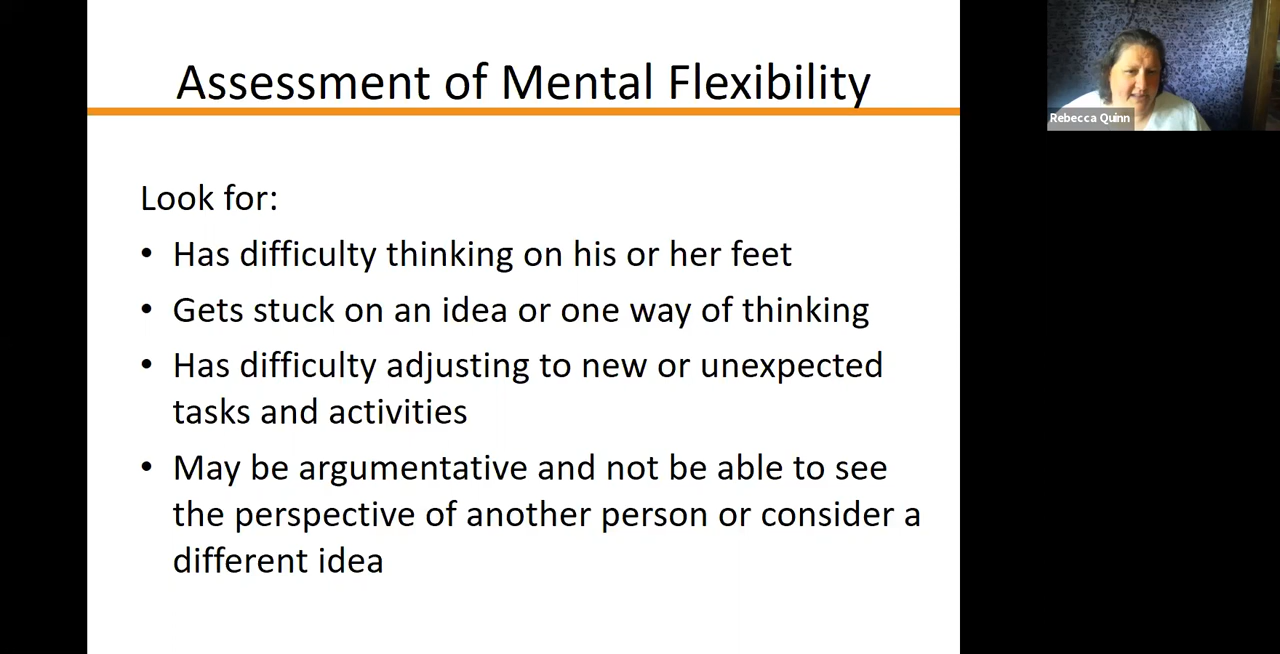 Assessment of Mental Flexibility
Rebecca Quinn
Look for:
• Has difficulty thinking on his or her feet
• Gets stuck on an idea or one way of thinking
• Has difficulty adjusting to new or unexpected
tasks and activities
• May be argumentative and not be able to see
the perspective of another person or consider a
different idea